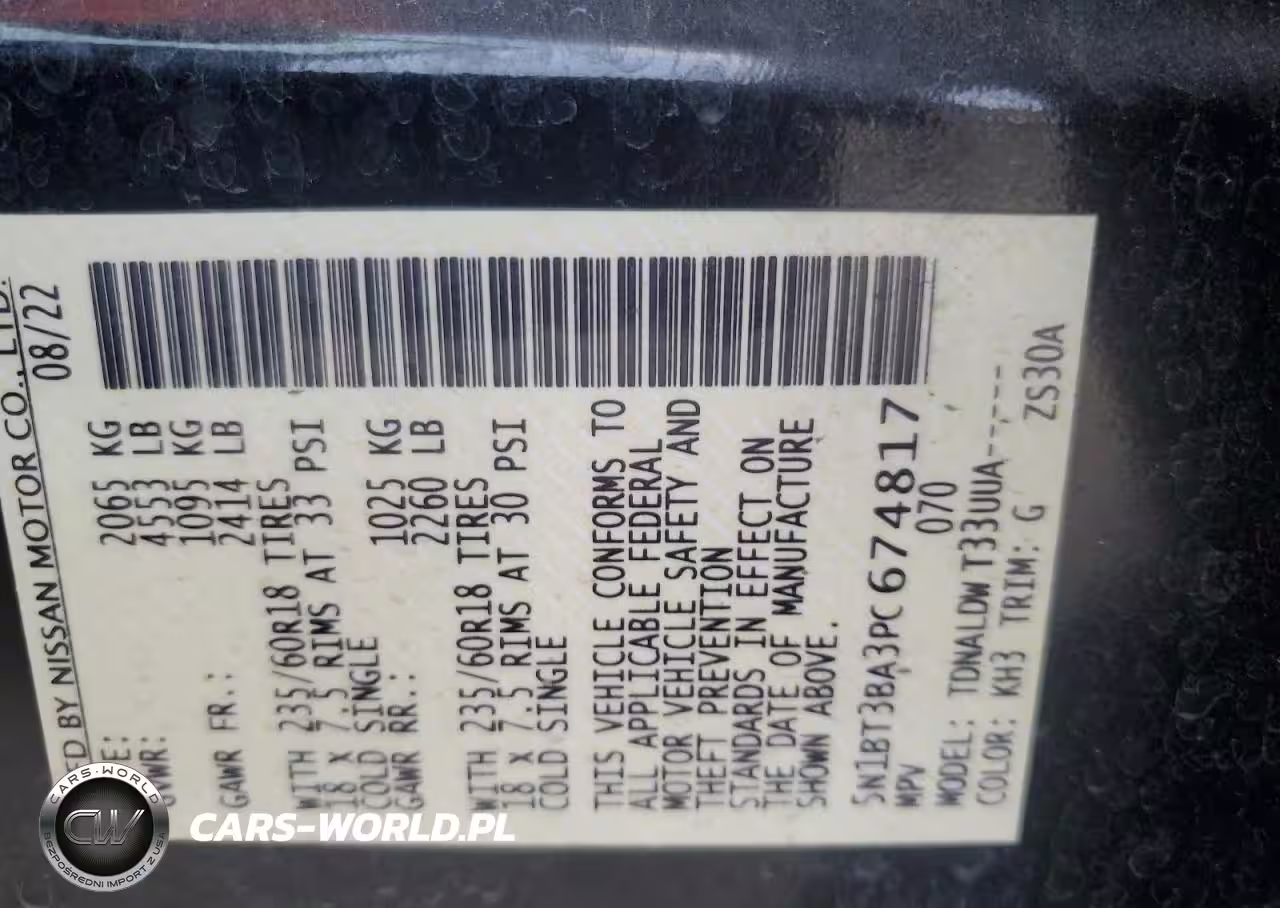 ED BY NISSAN MOTOR CO., LTD.
08/22
GVWR: 2065 KG
4553 LB
GAWR FR.: 1095 KG
2414 LB
WITH 235/60R18 TIRES
18 X 7.5 RIMS AT 33 PSI
COLD SINGLE
GAWR RR.: 1025 KG
2260 LB
WITH 235/60R18 TIRES
18 X 7.5 RIMS AT 30 PSI
COLD SINGLE
THIS VEHICLE CONFORMS TO
ALL APPLICABLE FEDERAL
MOTOR VEHICLE SAFETY AND
THEFT PREVENTION
STANDARDS IN EFFECT ON
THE DATE OF MANUFACTURE
SHOWN ABOVE.
5N1BT3BA3PC674817
MPV 070
MODEL: TDNALDW T33UUA-----
COLOR: KH3 TRIM: G ZS30A
CARS-WORLD
CW
BEZPOŚREDNI IMPORT Z USA
CARS-WORLD.PL